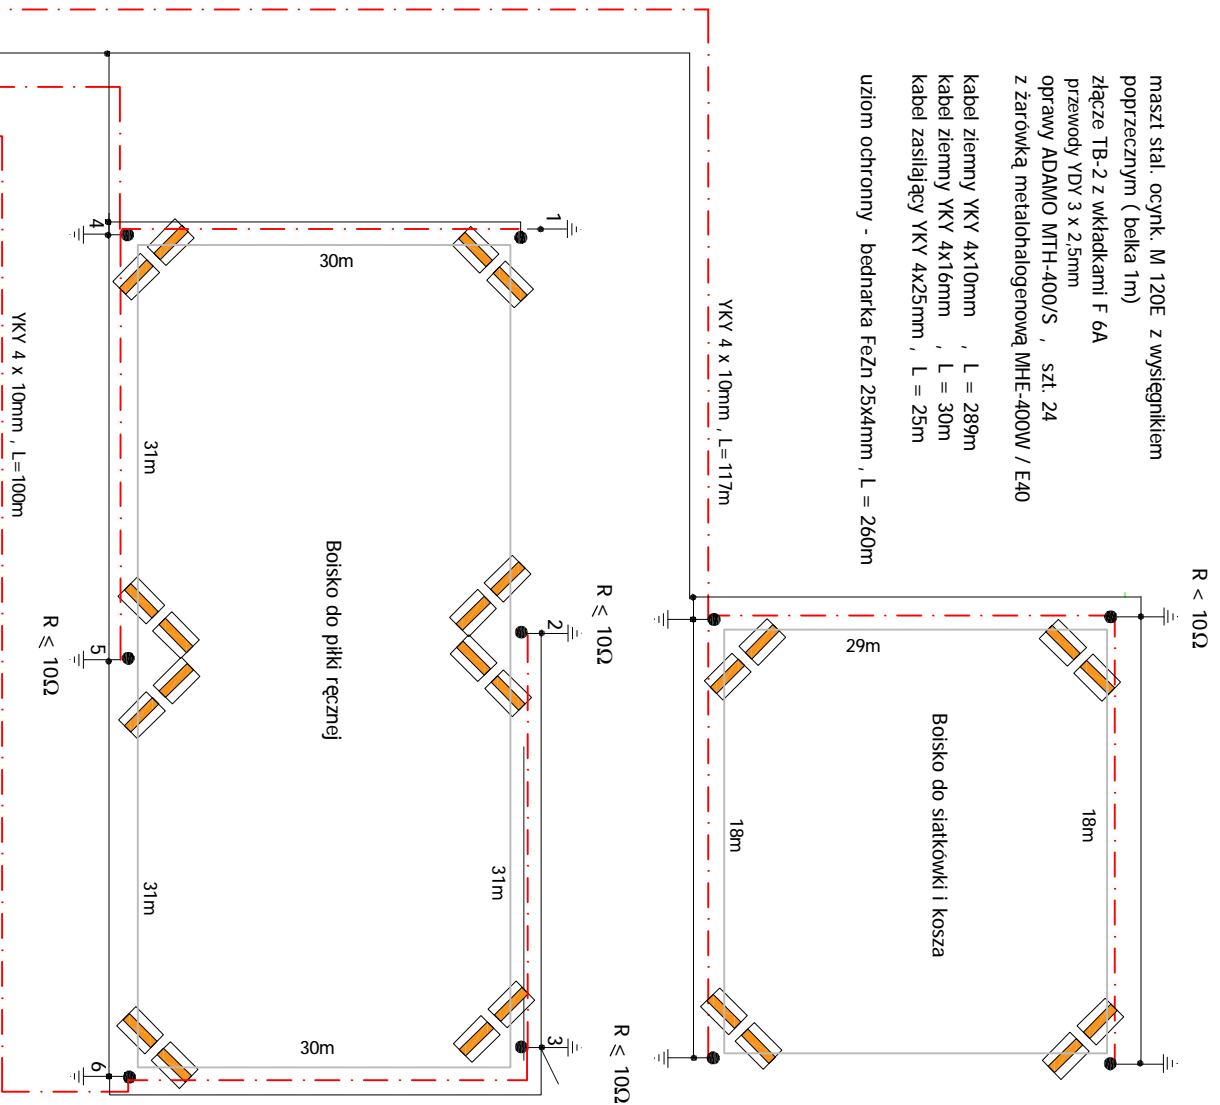 maszt stal. ocynk. M 120E z wysięgnikiem
poprzecznym ( belka 1m)
złącze TB-2 z wkładkami F 6A
przewody YDY 3 x 2,5mm
oprawy ADAMO MTH-400/S , szt. 24
z żarówką metalohalogenową MHE-400W / E40
kabel ziemny YKY 4x10mm , L = 289m
kabel ziemny YKY 4x16mm , L = 30m
kabel zasilający YKY 4x25mm , L = 25m
uziom ochronny - bednarka FeZn 25x4mm , L = 260m
R < 10Ω
YKY 4 x 10mm , L=117m
29m
18m
18m
Boisko do siatkówki i kosza
R ⩽ 10Ω
R ⩽ 10Ω
1
2
3
30m
31m
Boisko do piłki ręcznej
31m
31m
30m
4
5
6
R ⩽ 10Ω
YKY 4 x 10mm , L=100m